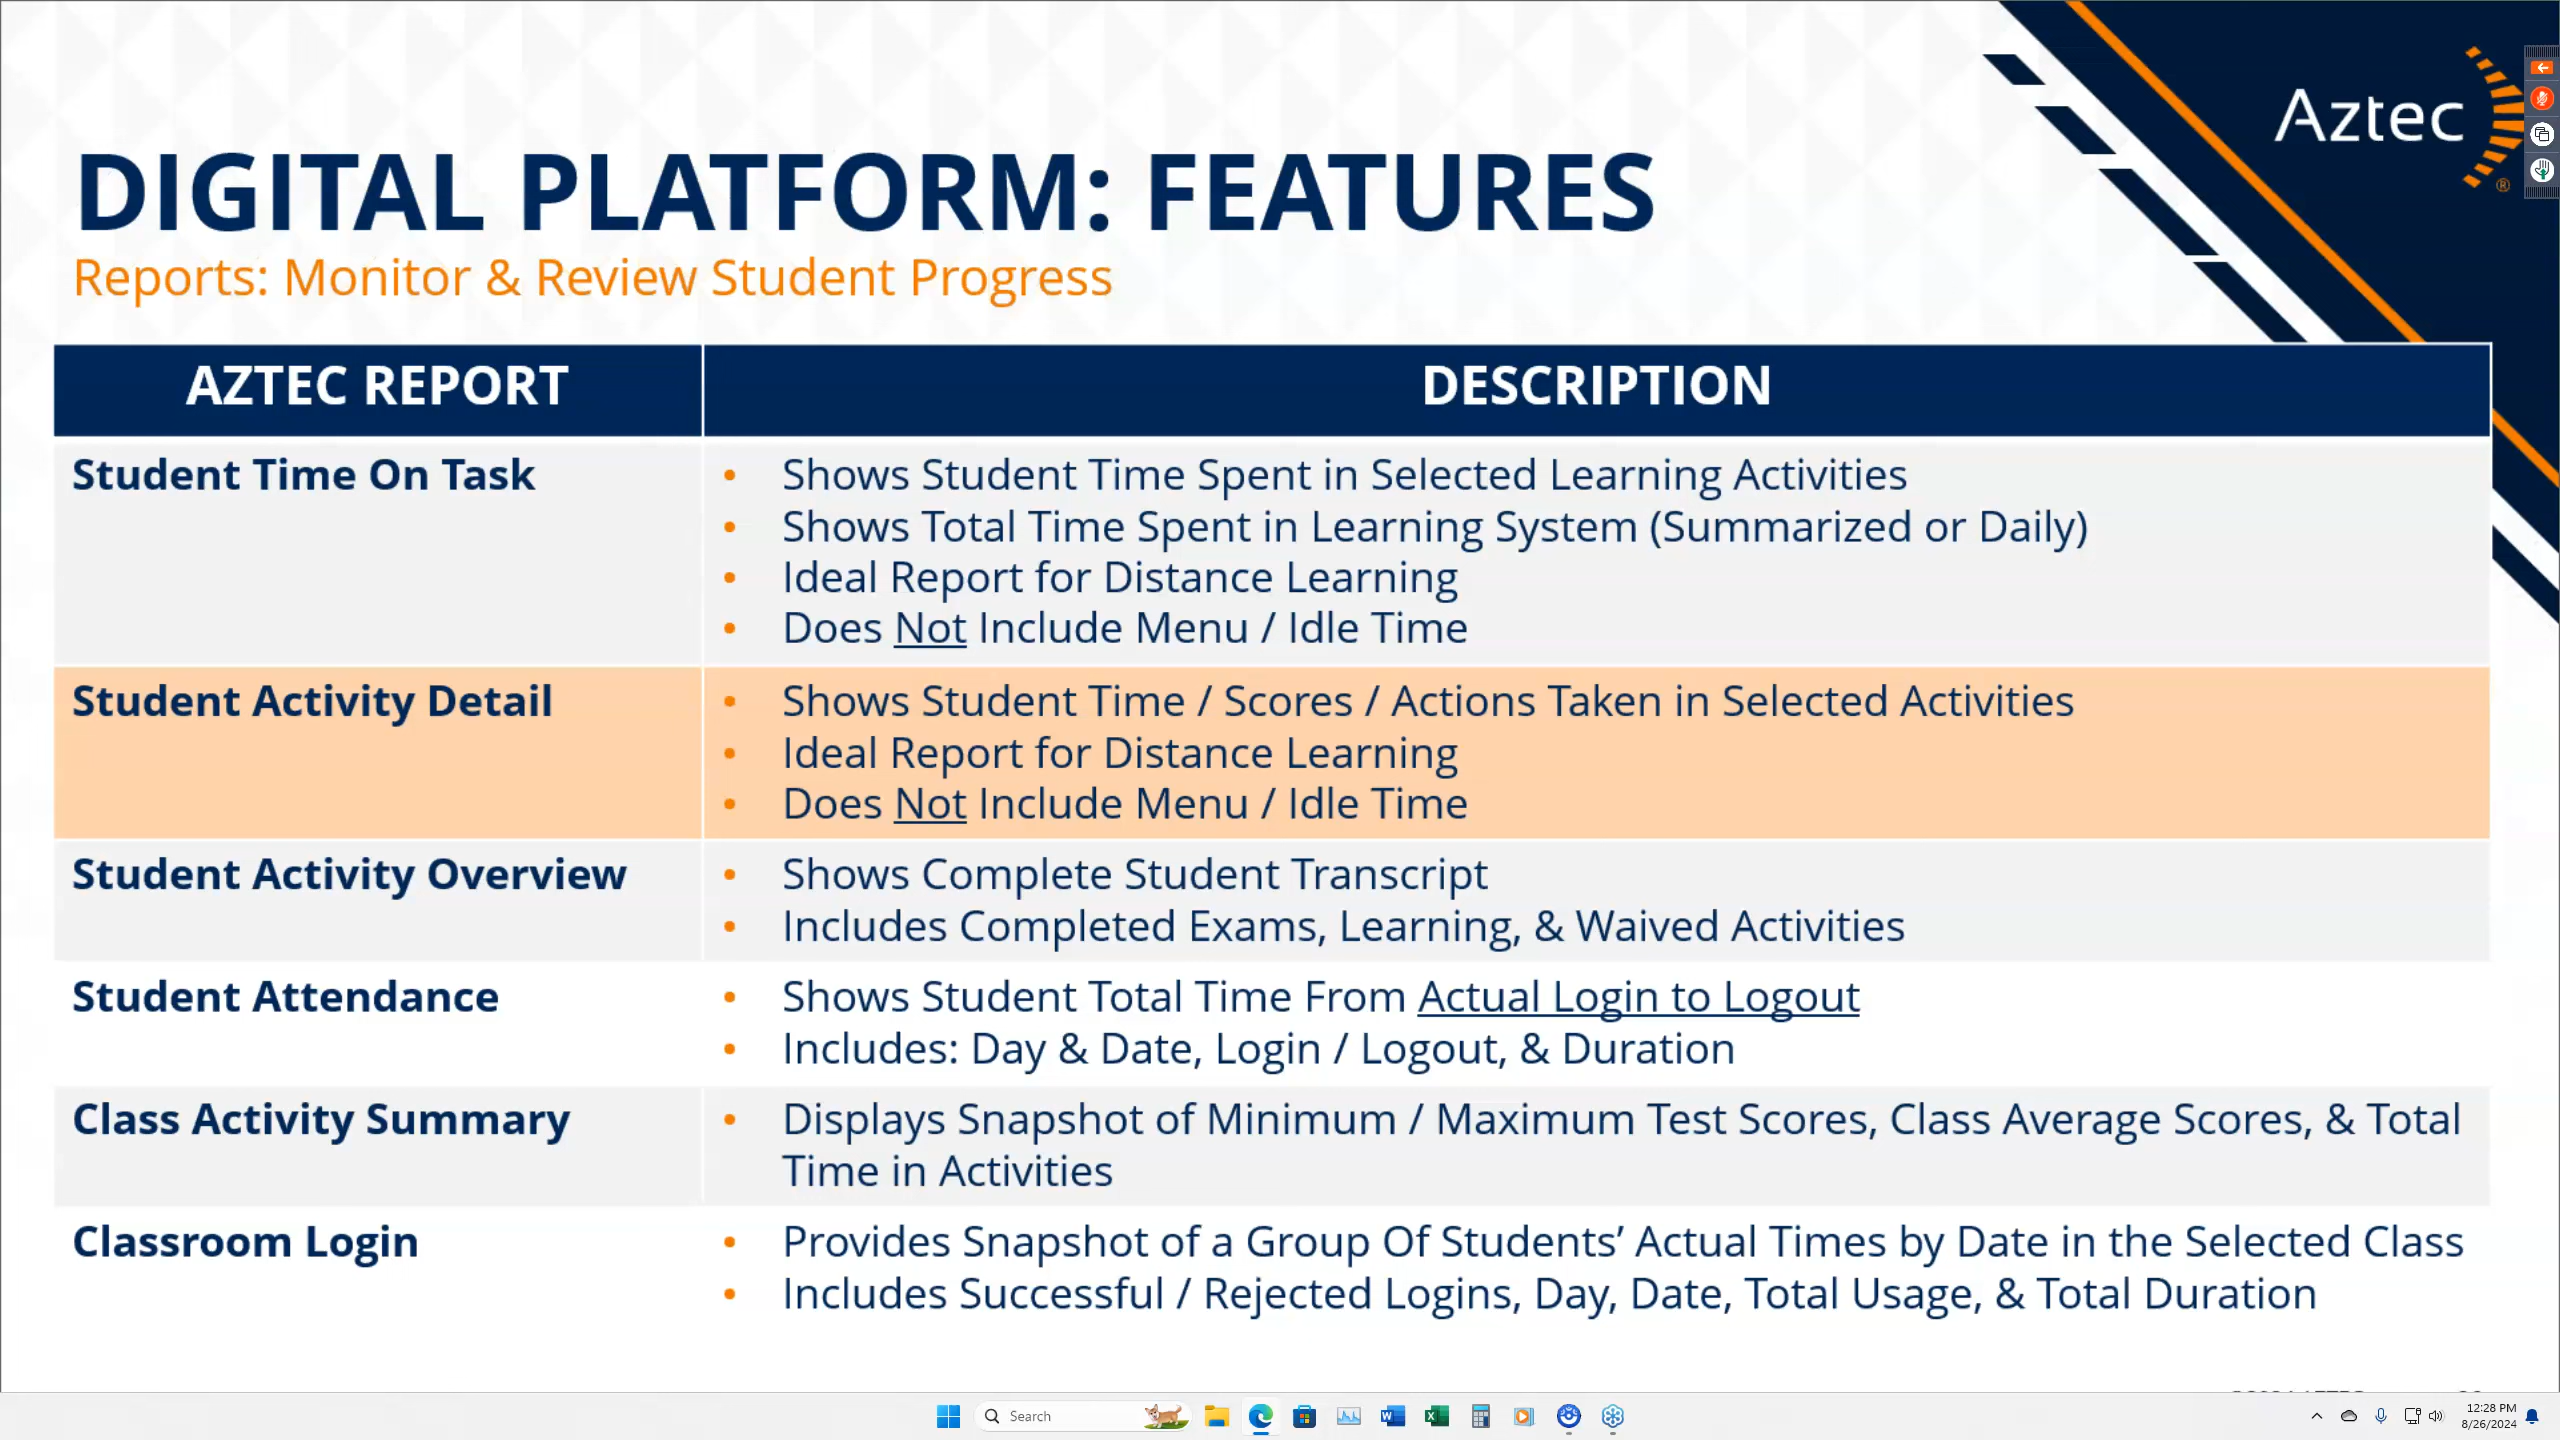 Aztec
®
DIGITAL PLATFORM: FEATURES
Reports: Monitor & Review Student Progress
AZTEC REPORT
DESCRIPTION
Student Time On Task
• Shows Student Time Spent in Selected Learning Activities
• Shows Total Time Spent in Learning System (Summarized or Daily)
• Ideal Report for Distance Learning
• Does Not Include Menu / Idle Time
Student Activity Detail
• Shows Student Time / Scores / Actions Taken in Selected Activities
• Ideal Report for Distance Learning
• Does Not Include Menu / Idle Time
Student Activity Overview
• Shows Complete Student Transcript
• Includes Completed Exams, Learning, & Waived Activities
Student Attendance
• Shows Student Total Time From Actual Login to Logout
• Includes: Day & Date, Login / Logout, & Duration
Class Activity Summary
• Displays Snapshot of Minimum / Maximum Test Scores, Class Average Scores, & Total
Time in Activities
Classroom Login
• Provides Snapshot of a Group Of Students’ Actual Times by Date in the Selected Class
• Includes Successful / Rejected Logins, Day, Date, Total Usage, & Total Duration
Search
12:28 PM
8/26/2024